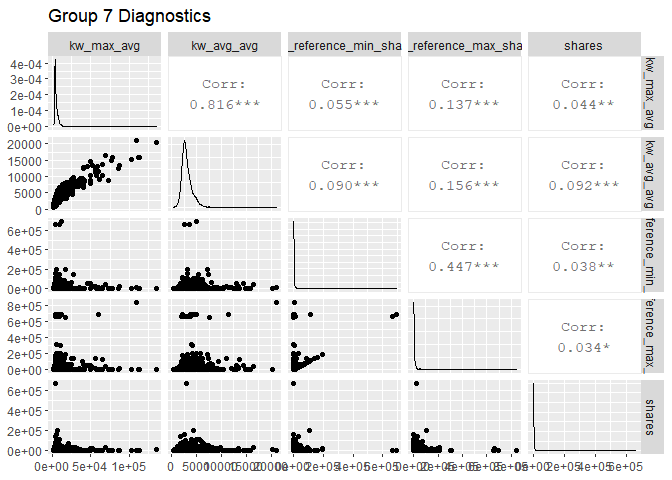 Group 7 Diagnostics
kw_max_avg kw_avg_avg _reference_min_sha _reference_max_sha shares
4e-04
3e-04
2e-04
1e-04
0e+00
Corr:
0.816***
Corr:
0.055***
Corr:
0.137***
Corr:
0.044**
kw_max_avg
20000
15000
10000
5000
0
Corr:
0.090***
Corr:
0.156***
Corr:
0.092***
kw_avg_avg
6e+05
4e+05
2e+05
0e+00
Corr:
0.447***
Corr:
0.038**
ference_min
8e+05
6e+05
4e+05
2e+05
0e+00
Corr:
0.034*
ference_max
6e+05
4e+05
2e+05
0e+00
shares
0e+00 5e+04 1e+05
0 5000 10000 15000 20000
0e+00 2e+05 4e+05 6e+05
0e+00 2e+05 4e+05 6e+05 8e+05
0e+00 2e+05 4e+05 6e+05